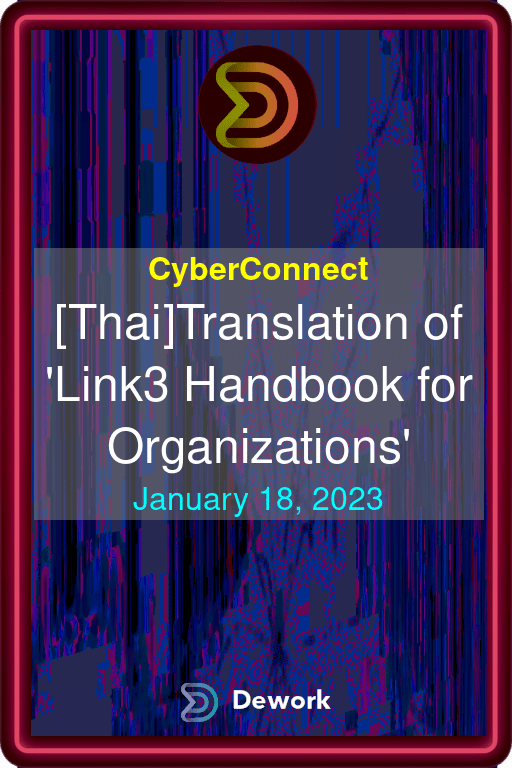 CyberConnect
[Thai]Translation of
'Link3 Handbook for
Organizations'
January 18, 2023
Dework